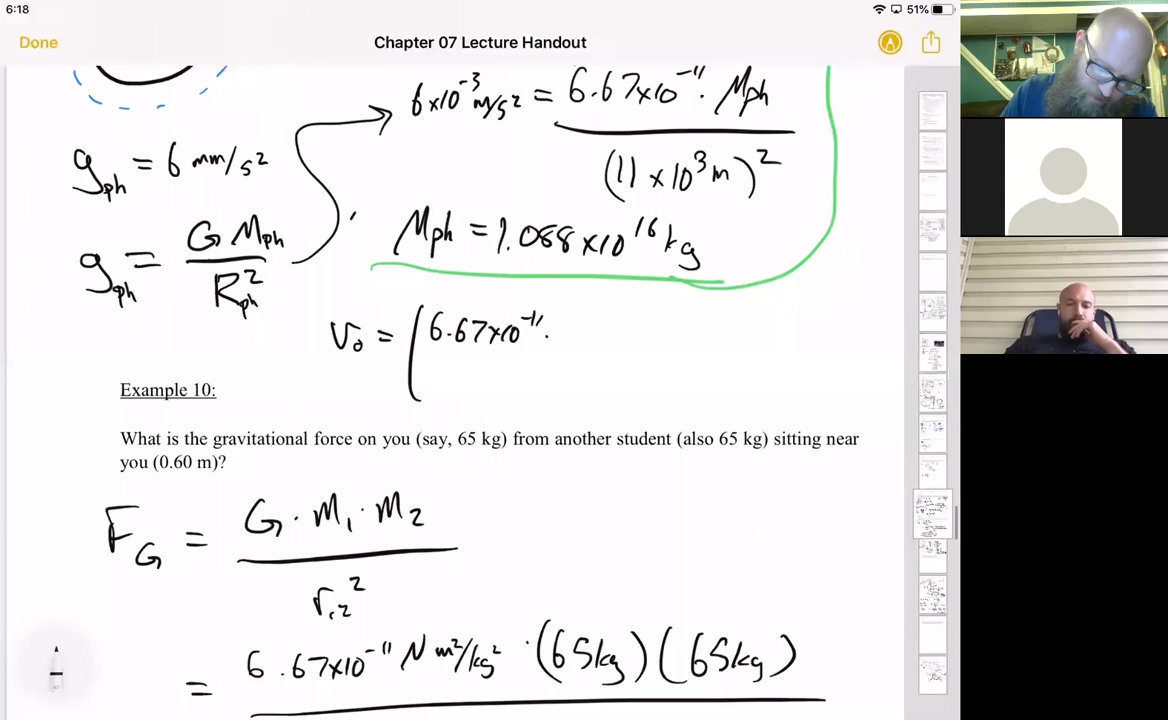 6:18
51%
Done
Chapter 07 Lecture Handout
6×10⁻³ m/s² = 6.67×10⁻¹¹ · Mph
(11 × 10³ m)²
gph = 6 mm/s²
gph = G Mph
Rph²
Mph = 1.088×10¹⁶ kg
v₀ = ( 6.67×10⁻¹¹ ·
Example 10:
What is the gravitational force on you (say, 65 kg) from another student (also 65 kg) sitting near
you (0.60 m)?
F_G = G · m₁ · m₂
r₁₂²
= 6.67×10⁻¹¹ N m²/kg² · (65kg)(65kg)